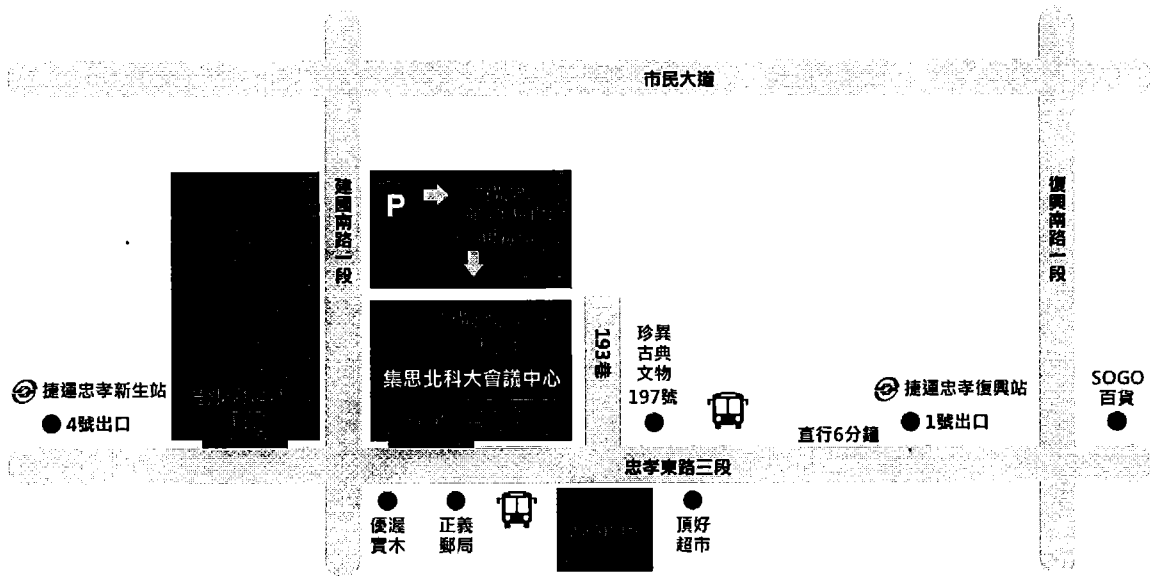 市民大道
建國南路一段
復興南路一段
P
193巷
集思北科大會議中心
珍異
古典
文物
197號
捷運忠孝新生站
4號出口
捷運忠孝復興站
1號出口
直行6分鐘
SOGO
百貨
忠孝東路三段
優渥
實木
正義
郵局
頂好
超市